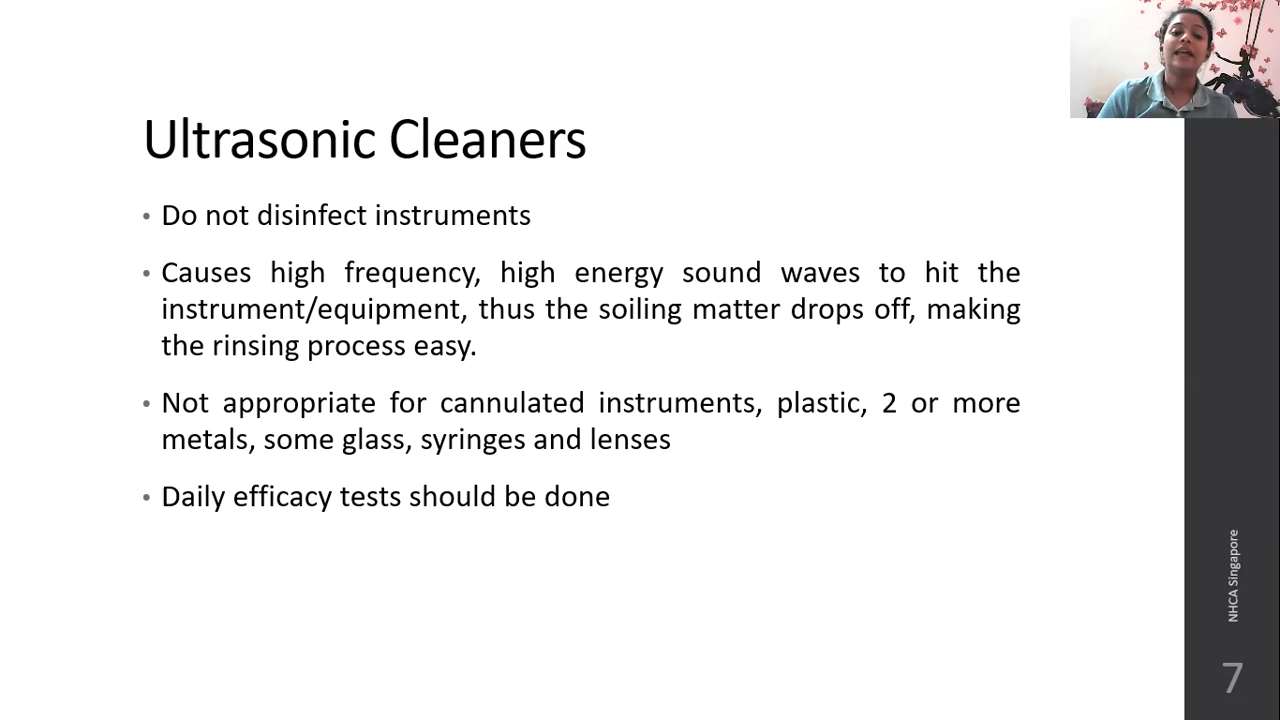 Ultrasonic Cleaners
• Do not disinfect instruments
• Causes high frequency, high energy sound waves to hit the
instrument/equipment, thus the soiling matter drops off, making
the rinsing process easy.
• Not appropriate for cannulated instruments, plastic, 2 or more
metals, some glass, syringes and lenses
• Daily efficacy tests should be done
NHCA Singapore
7